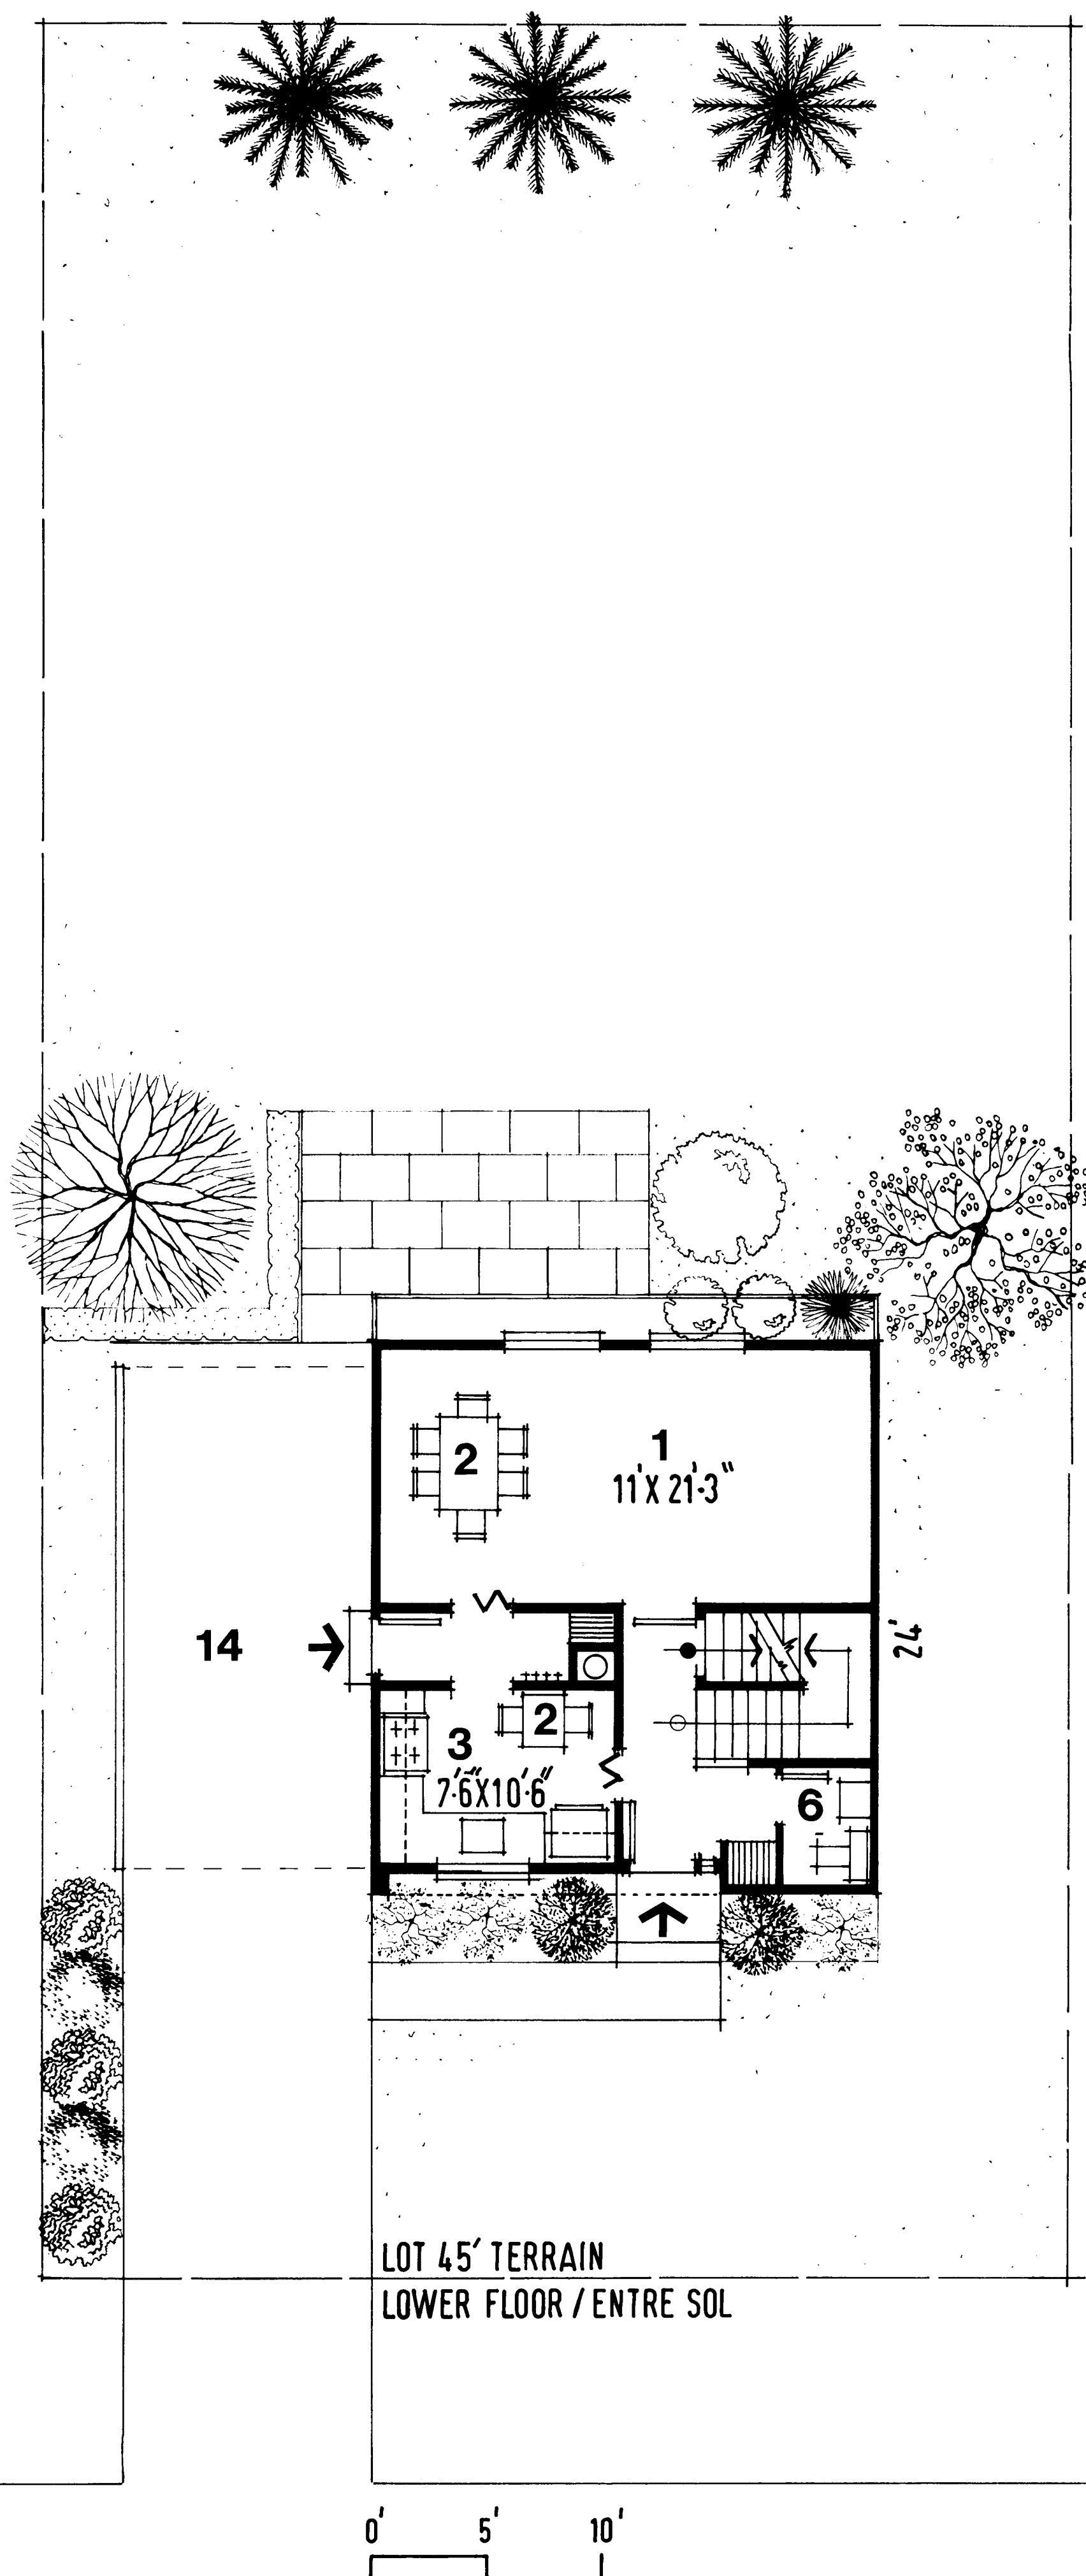 2
1
11'X 21'-3"
14
24'
2
3
7'-6"X10'-6"
6
LOT 45' TERRAIN
LOWER FLOOR / ENTRE SOL
0' 5' 10'